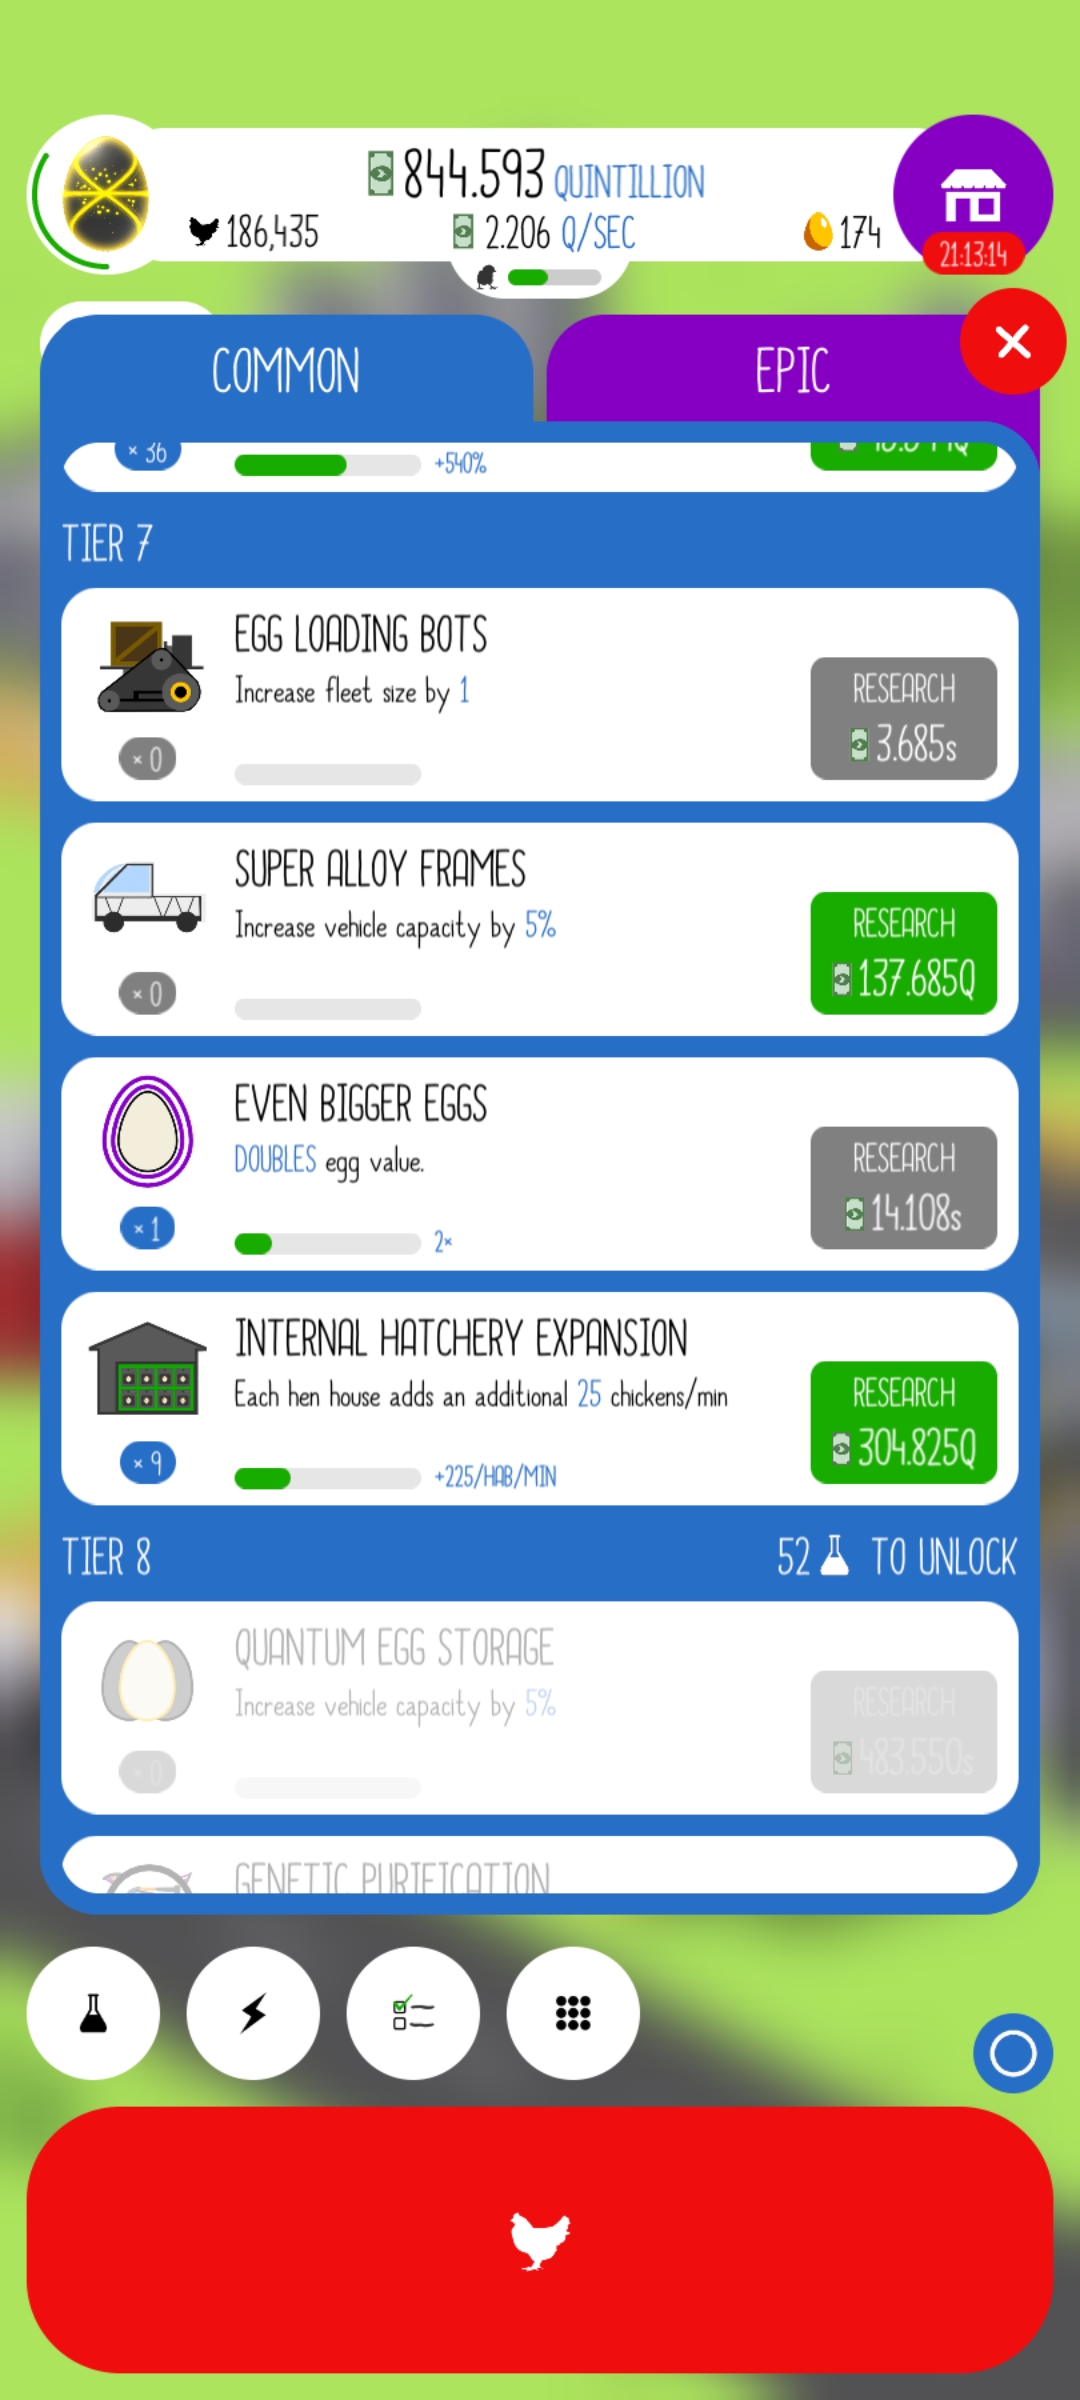 844.593 QUINTILLION
186,435 2.206 Q/SEC 174
21:13:14
COMMON EPIC
× 36 +540%
TIER 7
EGG LOADING BOTS
Increase fleet size by 1
RESEARCH
3.685s
× 0
SUPER ALLOY FRAMES
Increase vehicle capacity by 5%
RESEARCH
137.685Q
× 0
EVEN BIGGER EGGS
DOUBLES egg value.
RESEARCH
14.108s
× 1 2×
INTERNAL HATCHERY EXPANSION
Each hen house adds an additional 25 chickens/min
RESEARCH
304.825Q
× 9 +225/HAB/MIN
TIER 8 52 TO UNLOCK
QUANTUM EGG STORAGE
Increase vehicle capacity by 5%
RESEARCH
483.550s
× 0
GENETIC PURIFICATION